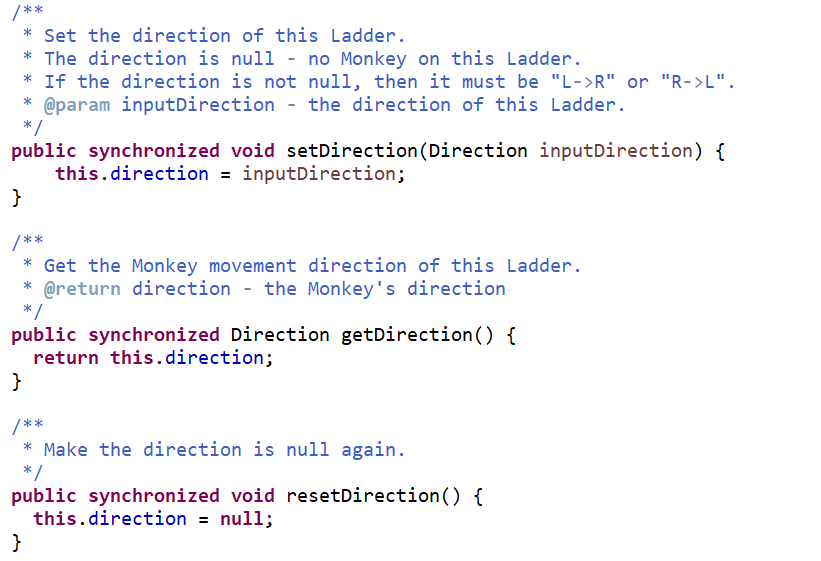 /**
 * Set the direction of this Ladder.
 * The direction is null - no Monkey on this Ladder.
 * If the direction is not null, then it must be "L->R" or "R->L".
 * @param inputDirection - the direction of this Ladder.
 */
public synchronized void setDirection(Direction inputDirection) {
    this.direction = inputDirection;
}

/**
 * Get the Monkey movement direction of this Ladder.
 * @return direction - the Monkey's direction
 */
public synchronized Direction getDirection() {
  return this.direction;
}

/**
 * Make the direction is null again.
 */
public synchronized void resetDirection() {
  this.direction = null;
}